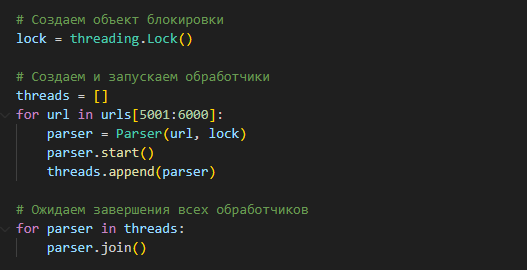 # Создаем объект блокировки
lock = threading.Lock()
# Создаем и запускаем обработчики
threads = []
for url in urls[5001:6000]:
parser = Parser(url, lock)
parser.start()
threads.append(parser)
# Ожидаем завершения всех обработчиков
for parser in threads:
parser.join()